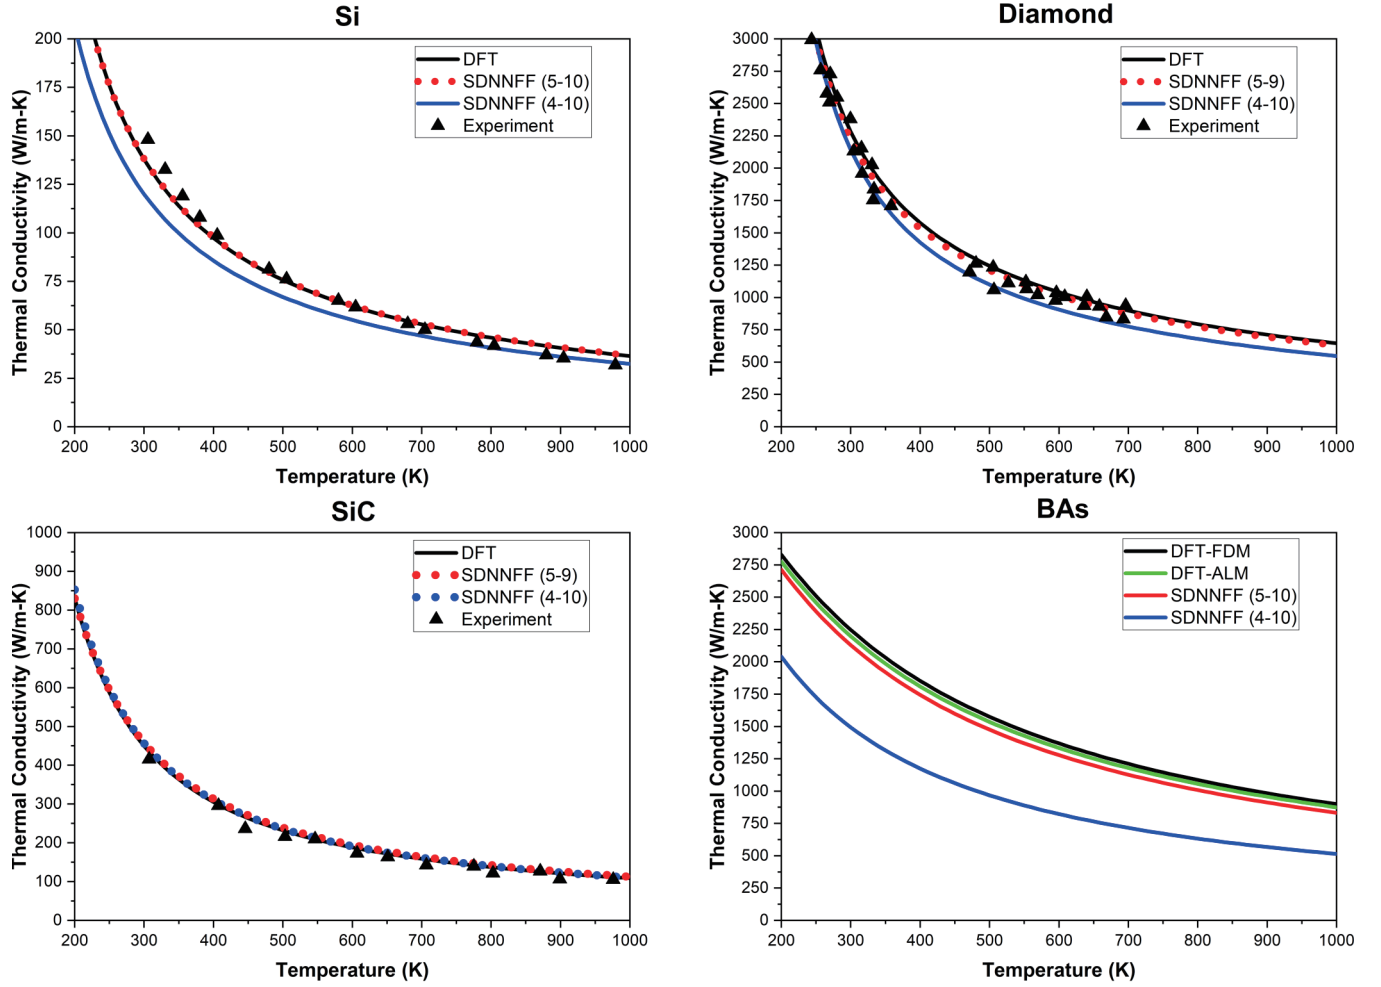 Si
Thermal Conductivity (W/m-K)
200
175
150
125
100
75
50
25
0
DFT
SDNNFF (5-10)
SDNNFF (4-10)
Experiment
200 300 400 500 600 700 800 900 1000
Temperature (K)
Diamond
Thermal Conductivity (W/m-K)
3000
2750
2500
2250
2000
1750
1500
1250
1000
750
500
250
0
DFT
SDNNFF (5-9)
SDNNFF (4-10)
Experiment
200 300 400 500 600 700 800 900 1000
Temperature (K)
SiC
Thermal Conductivity (W/m-K)
1000
900
800
700
600
500
400
300
200
100
0
DFT
SDNNFF (5-9)
SDNNFF (4-10)
Experiment
200 300 400 500 600 700 800 900 1000
Temperature (K)
BAs
Thermal Conductivity (W/m-K)
3000
2750
2500
2250
2000
1750
1500
1250
1000
750
500
250
0
DFT-FDM
DFT-ALM
SDNNFF (5-10)
SDNNFF (4-10)
200 300 400 500 600 700 800 900 1000
Temperature (K)